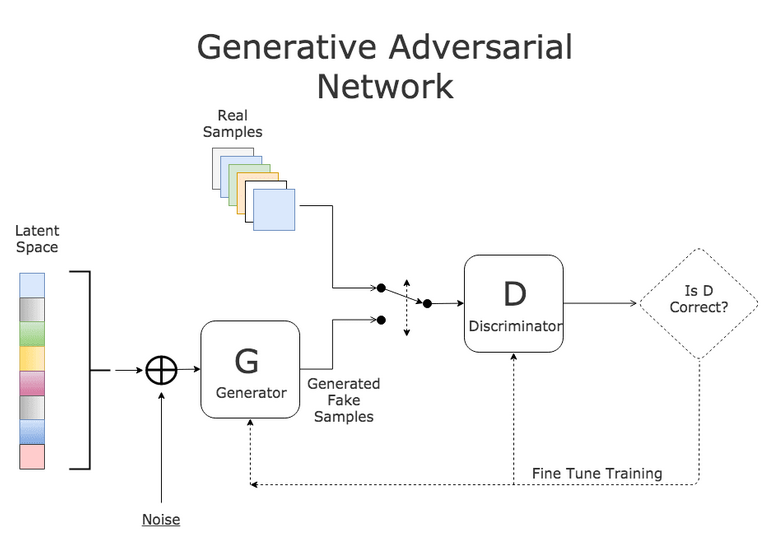 Generative Adversarial
Network
Real
Samples
Latent
Space
G
Generator
Generated
Fake
Samples
D
Discriminator
Is D
Correct?
Fine Tune Training
Noise